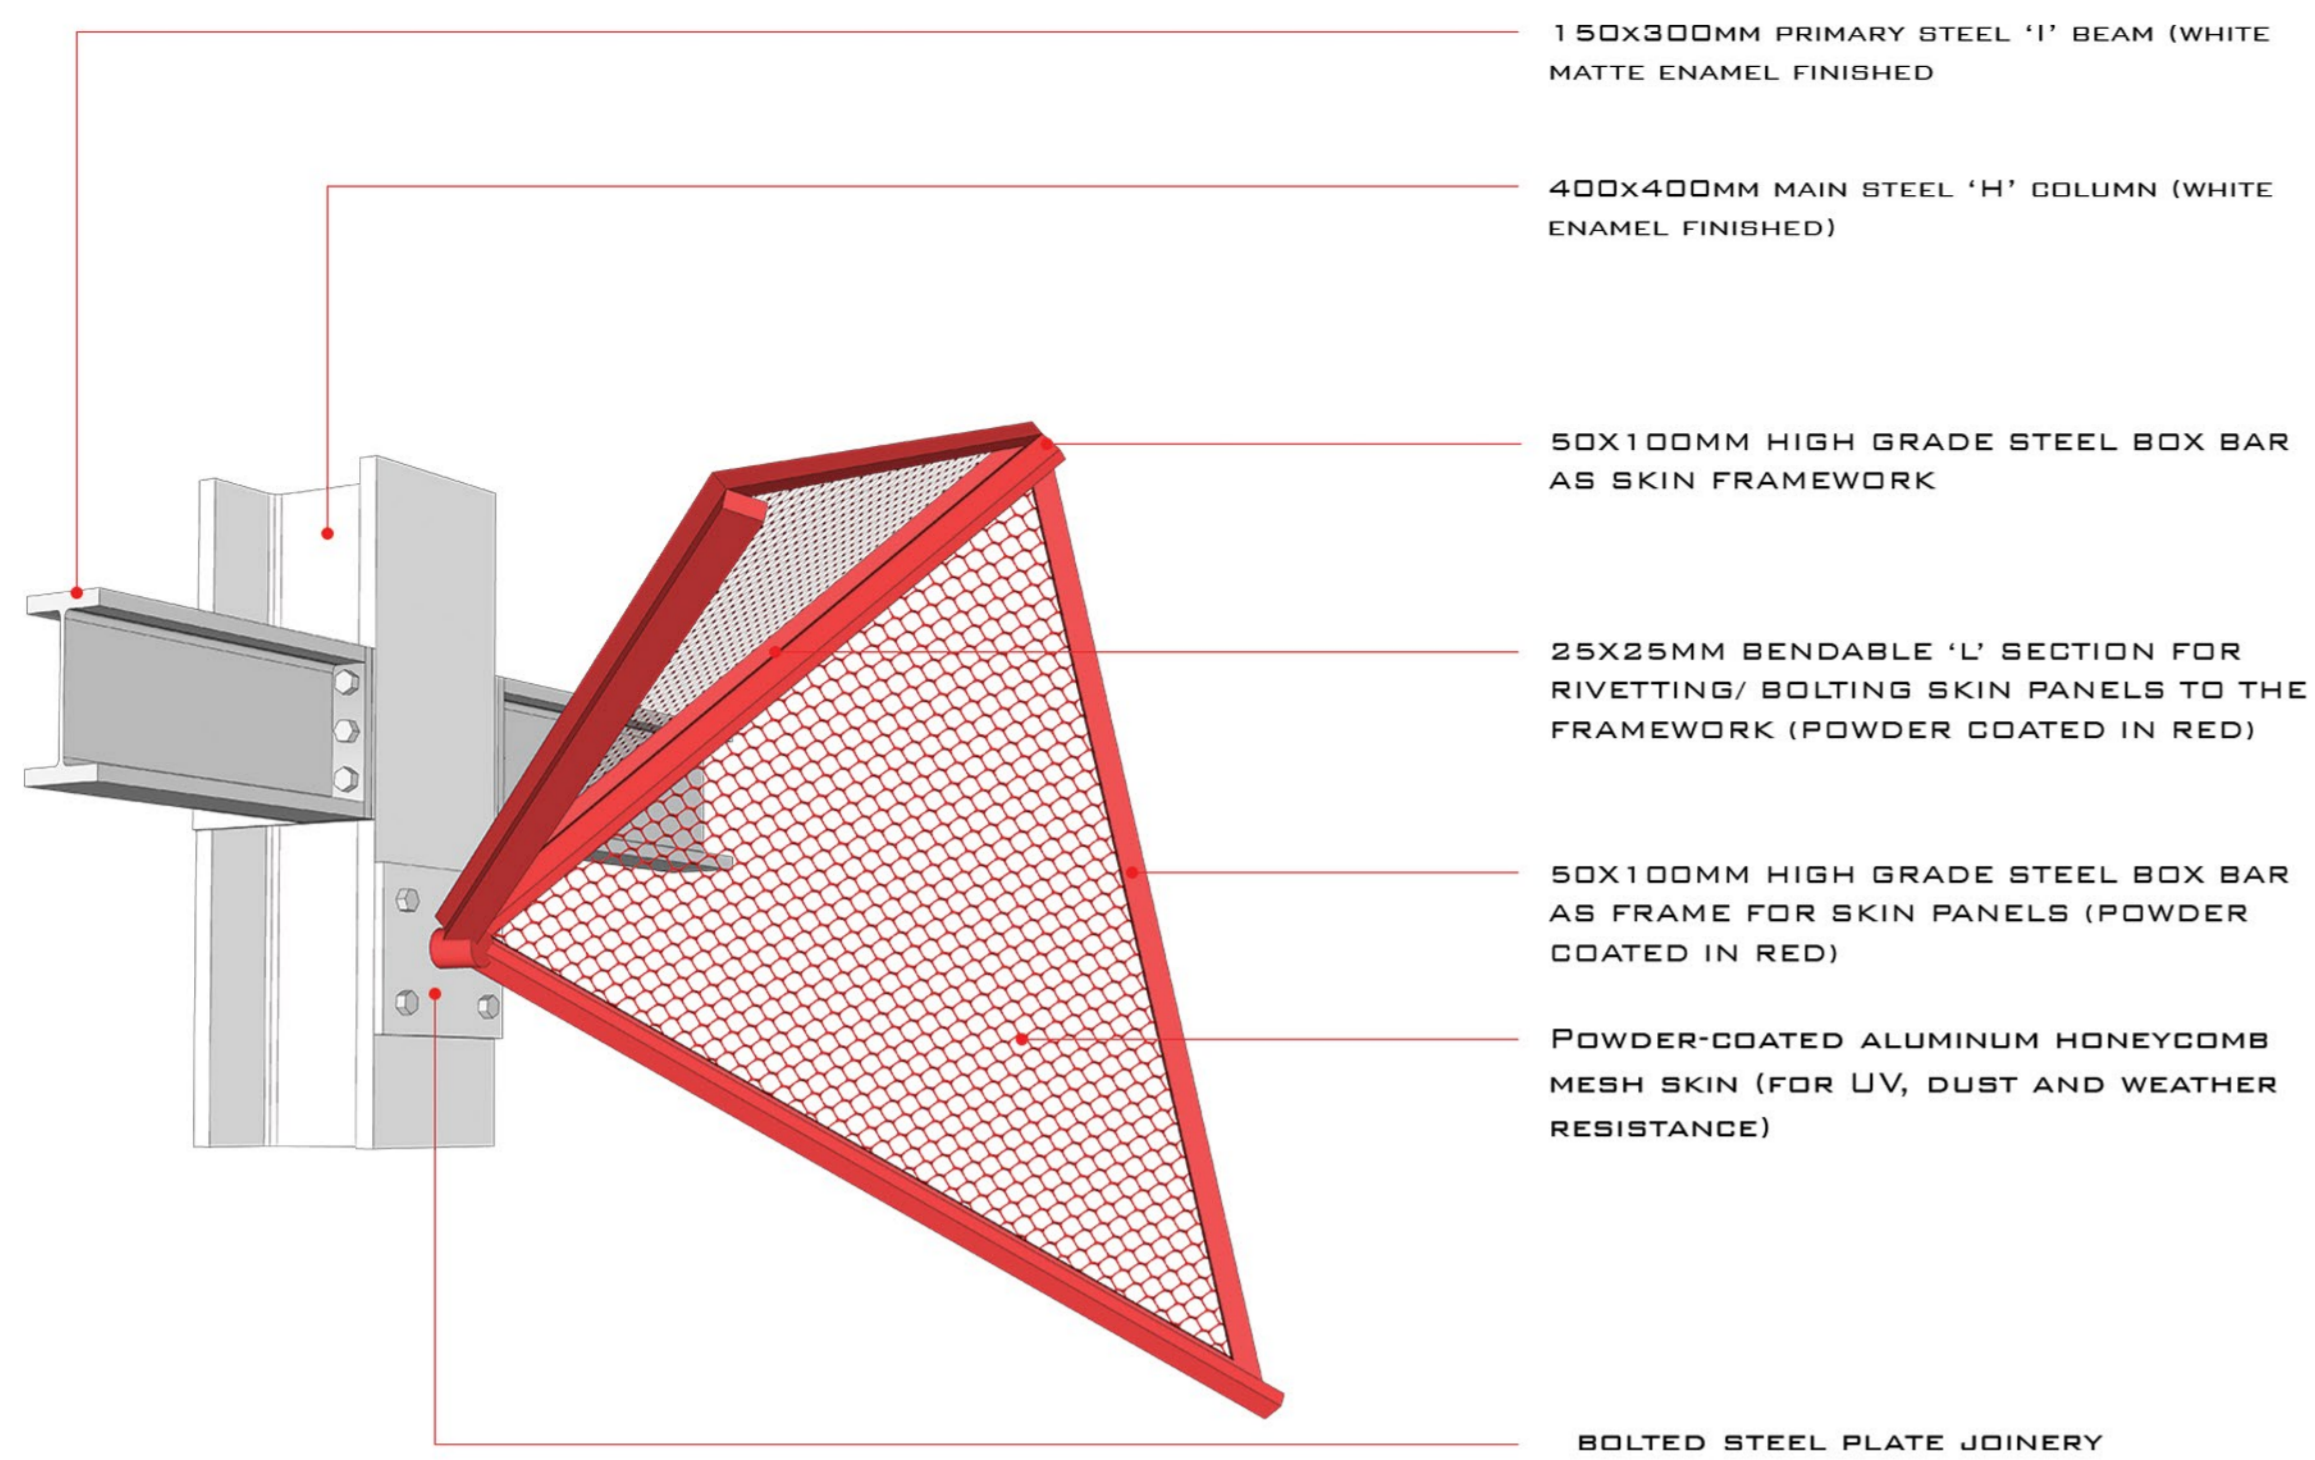 150x300mm primary steel 'I' beam (white
matte enamel finished
400x400mm main steel 'H' column (white
enamel finished)
50X100MM HIGH GRADE STEEL BOX BAR
AS SKIN FRAMEWORK
25X25MM BENDABLE 'L' SECTION FOR
RIVETTING/ BOLTING SKIN PANELS TO THE
FRAMEWORK (POWDER COATED IN RED)
50X100MM HIGH GRADE STEEL BOX BAR
AS FRAME FOR SKIN PANELS (POWDER
COATED IN RED)
Powder-coated aluminum honeycomb
mesh skin (for UV, dust and weather
resistance)
bolted steel plate joinery